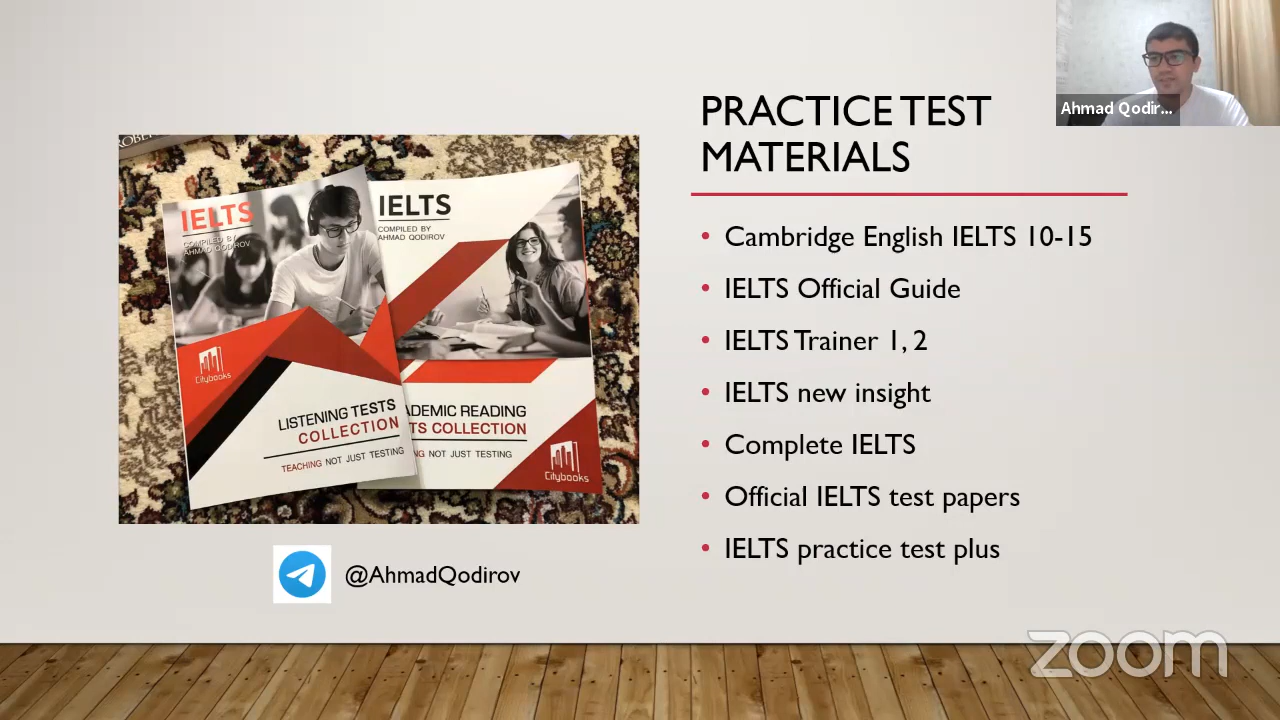 PRACTICE TEST
MATERIALS
Ahmad Qodir...
IELTS
COMPILED BY
AHMAD QODIROV
Citybooks
LISTENING TESTS
COLLECTION
TEACHING NOT JUST TESTING
IELTS
COMPILED BY
AHMAD QODIROV
ADEMIC READING
TS COLLECTION
NG NOT JUST TESTING
Citybooks
@AhmadQodirov
• Cambridge English IELTS 10-15
• IELTS Official Guide
• IELTS Trainer 1, 2
• IELTS new insight
• Complete IELTS
• Official IELTS test papers
• IELTS practice test plus
zoom